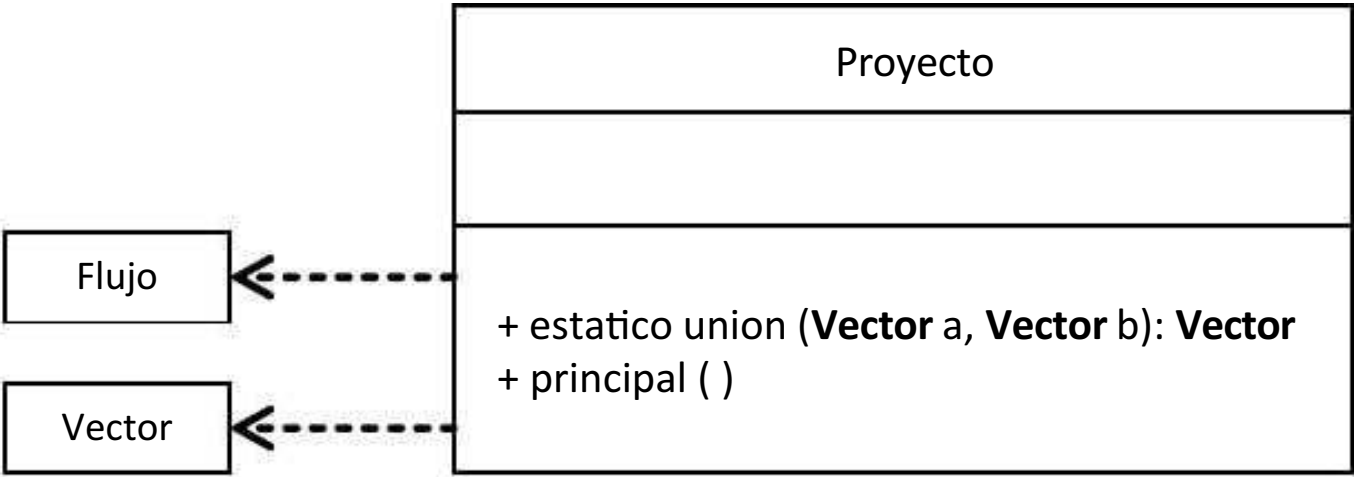 Proyecto
Flujo
Vector
+ estatico union (Vector a, Vector b): Vector
+ principal ( )